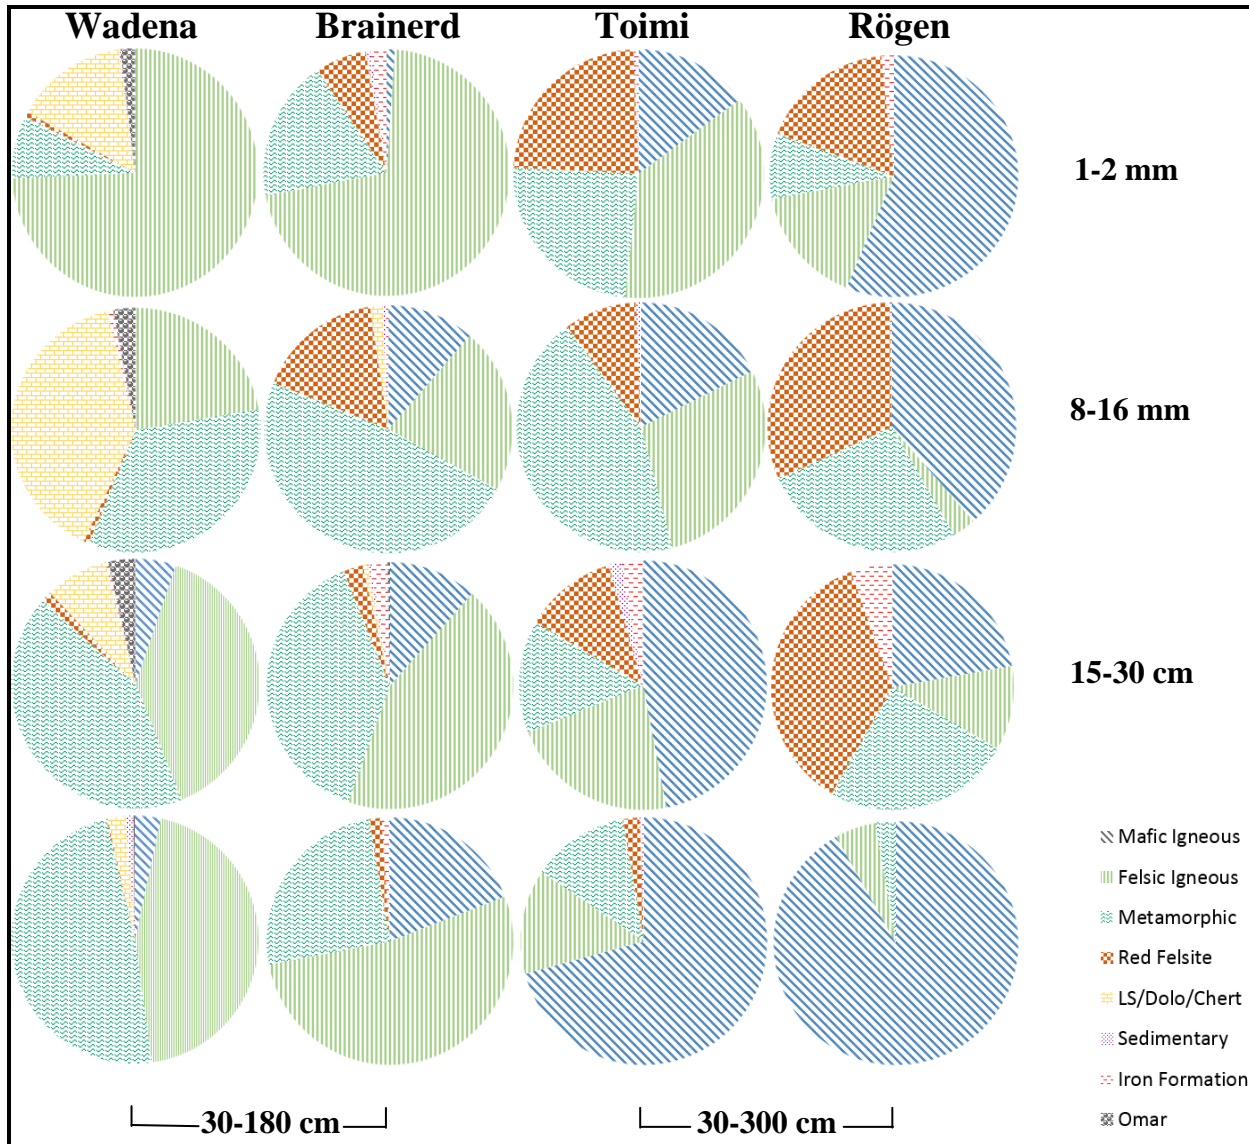 Wadena Brainerd Toimi Rögen
1-2 mm
8-16 mm
15-30 cm
Mafic Igneous
Felsic Igneous
Metamorphic
Red Felsite
LS/Dolo/Chert
Sedimentary
Iron Formation
Omar
30-180 cm 30-300 cm